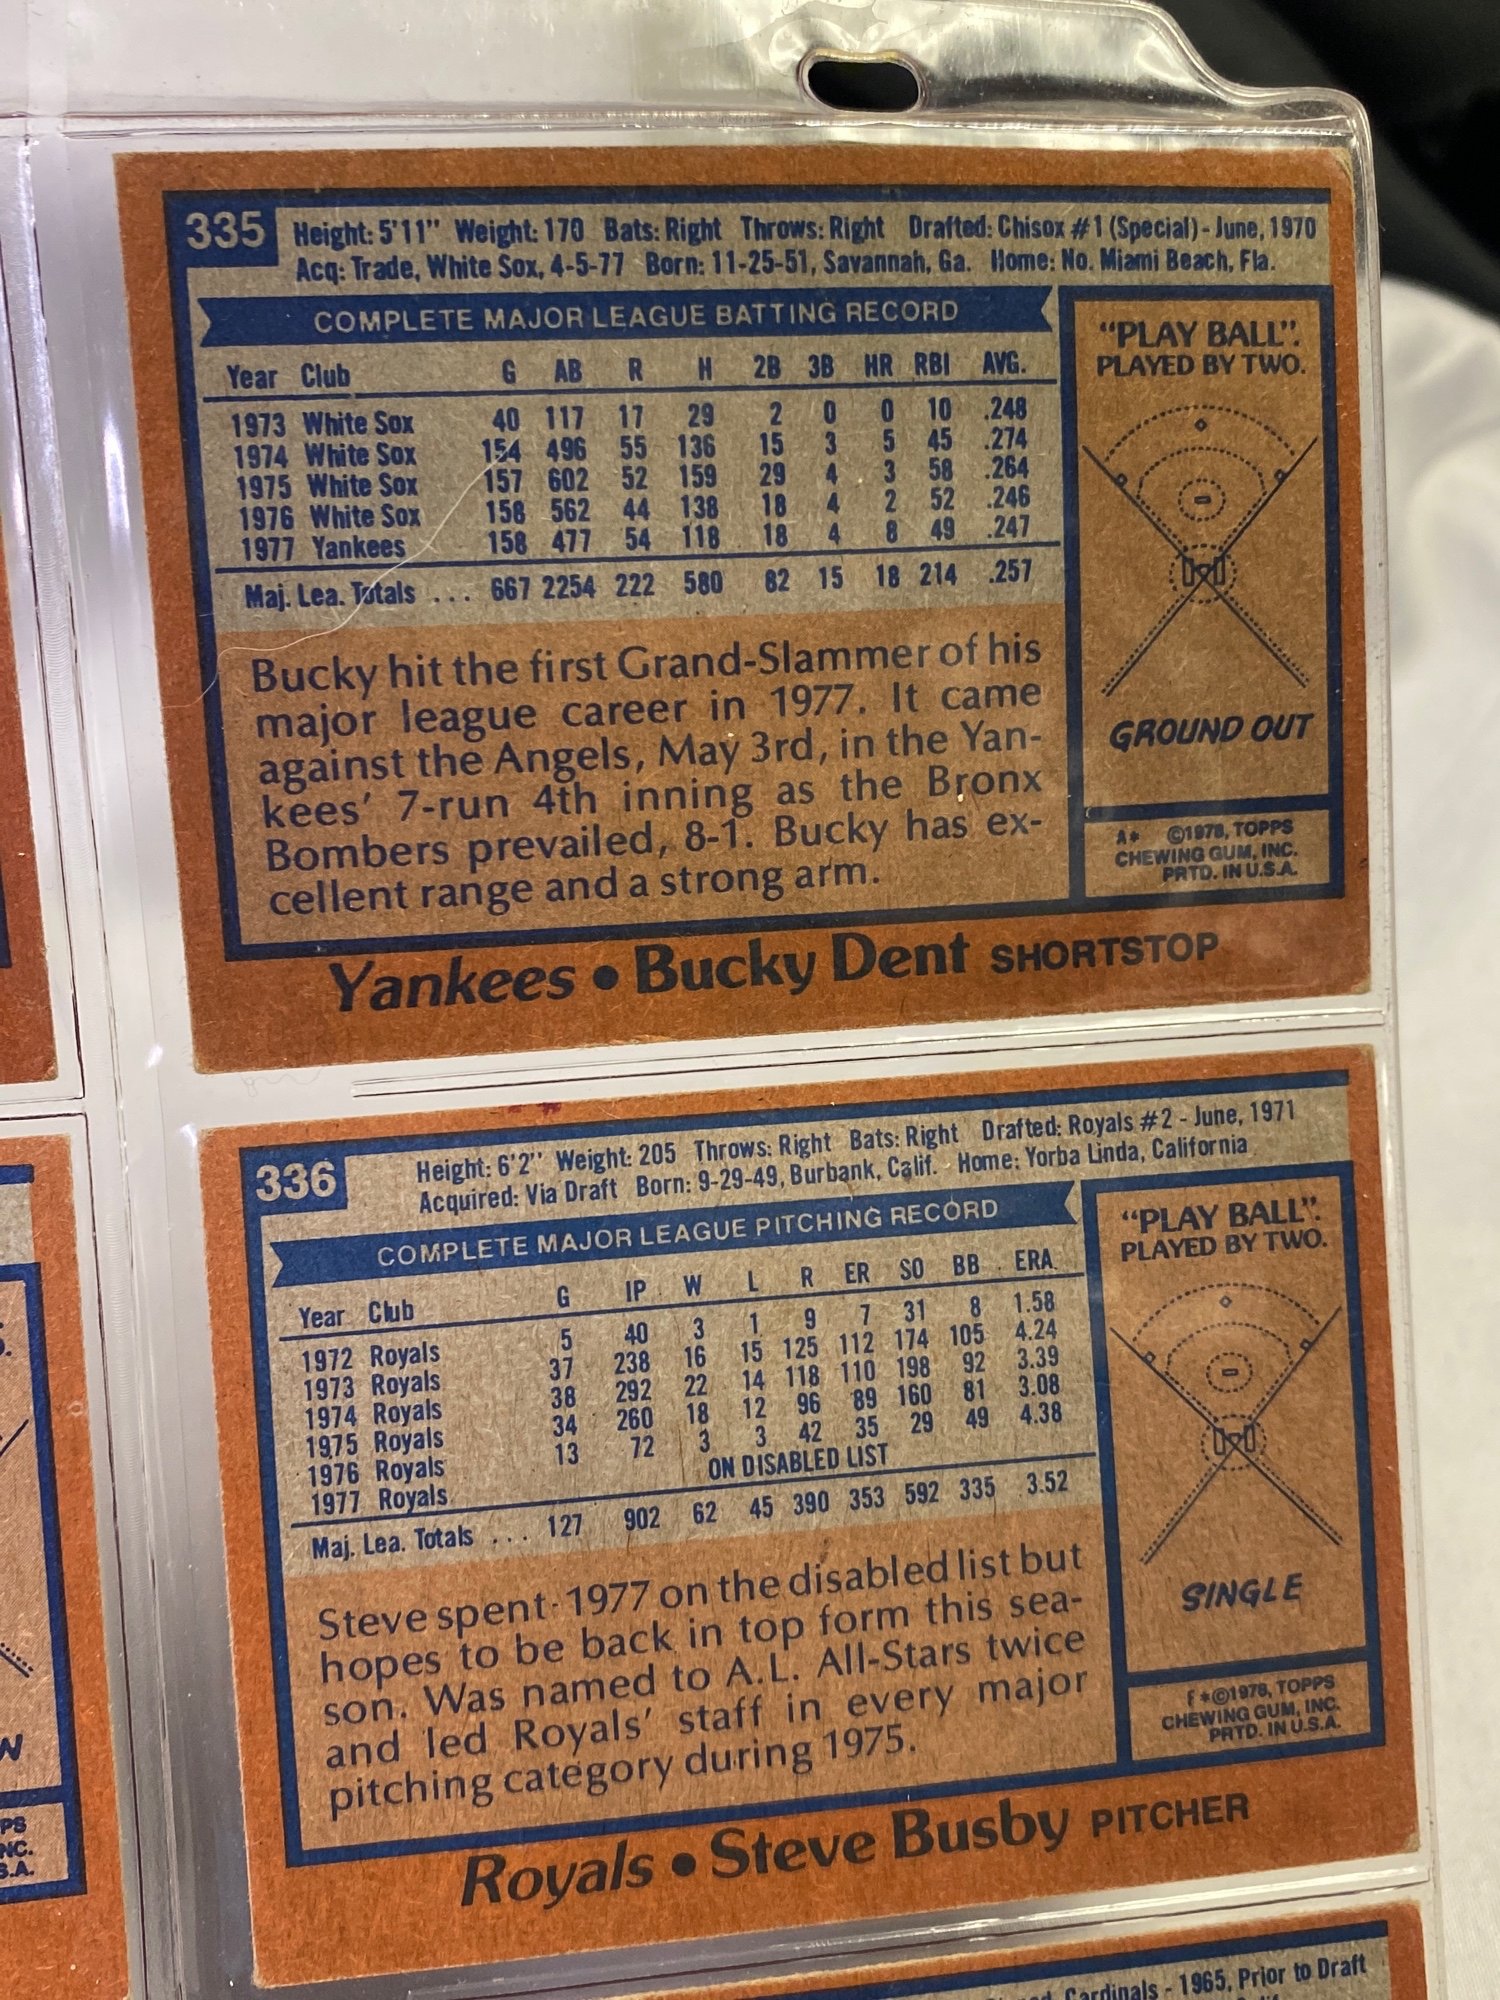 335
Height: 5'11" Weight: 170 Bats: Right Throws: Right Drafted: Chisox #1 (Special) - June, 1970
Acq: Trade, White Sox, 4-5-77 Born: 11-25-51, Savannah, Ga. Home: No. Miami Beach, Fla.
COMPLETE MAJOR LEAGUE BATTING RECORD
Year Club G AB R H 2B 3B HR RBI AVG.
1973 White Sox 40 117 17 29 2 0 0 10 .248
1974 White Sox 154 496 55 136 15 3 5 45 .274
1975 White Sox 157 602 52 159 29 4 3 58 .264
1976 White Sox 158 562 44 138 18 4 2 52 .246
1977 Yankees 158 477 54 118 18 4 8 49 .247
Maj. Lea. Totals ... 667 2254 222 580 82 15 18 214 .257
Bucky hit the first Grand-Slammer of his
major league career in 1977. It came
against the Angels, May 3rd, in the Yan-
kees' 7-run 4th inning as the Bronx
Bombers prevailed, 8-1. Bucky has ex-
cellent range and a strong arm.
"PLAY BALL".
PLAYED BY TWO.
GROUND OUT
A* ©1978, TOPPS
CHEWING GUM, INC.
PRTD. IN U.S.A.
Yankees • Bucky Dent SHORTSTOP
336
Height: 6'2" Weight: 205 Throws: Right Bats: Right Drafted: Royals #2 - June, 1971
Acquired: Via Draft Born: 9-29-49, Burbank, Calif. Home: Yorba Linda, California
COMPLETE MAJOR LEAGUE PITCHING RECORD
Year Club G IP W L R ER SO BB ERA
1972 Royals 5 40 3 1 9 7 31 8 1.58
1973 Royals 37 238 16 15 125 112 174 105 4.24
1974 Royals 38 292 22 14 118 110 198 92 3.39
1975 Royals 34 260 18 12 96 89 160 81 3.08
1976 Royals 13 72 3 3 42 35 29 49 4.38
1977 Royals ON DISABLED LIST
Maj. Lea. Totals ... 127 902 62 45 390 353 592 335 3.52
Steve spent 1977 on the disabled list but
hopes to be back in top form this sea-
son. Was named to A.L. All-Stars twice
and led Royals' staff in every major
pitching category during 1975.
"PLAY BALL".
PLAYED BY TWO.
SINGLE
F*©1978, TOPPS
CHEWING GUM, INC.
PRTD. IN U.S.A.
Royals • Steve Busby PITCHER
Cardinals - 1965, Prior to Draft